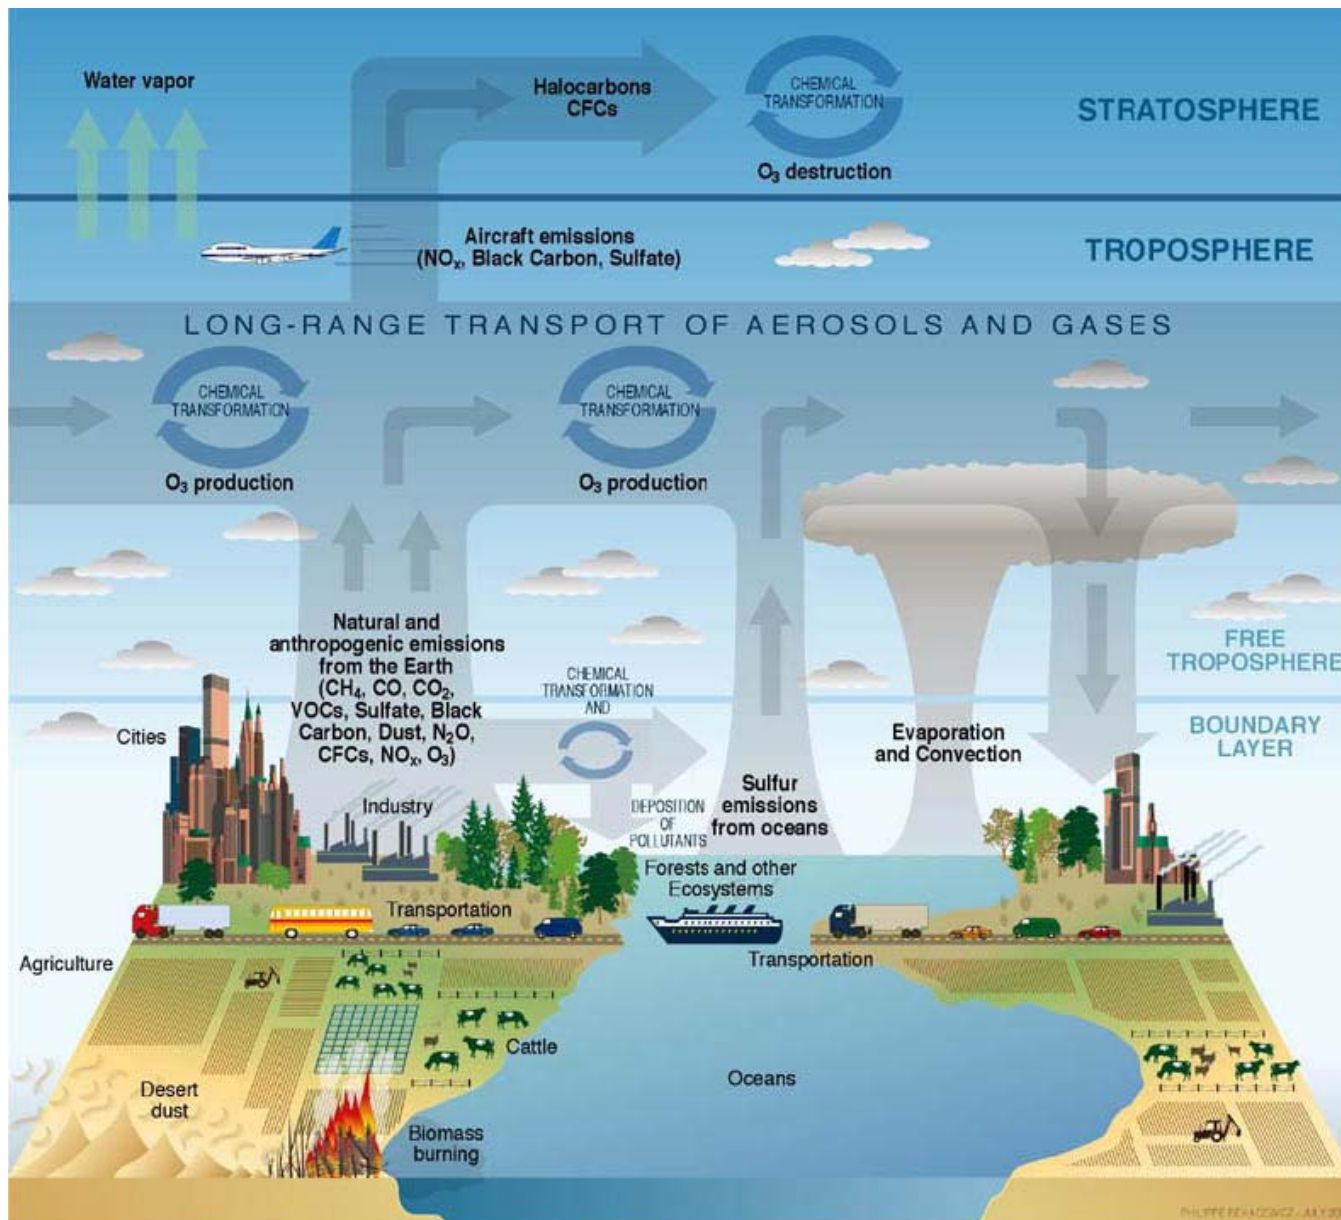 Water vapor
Halocarbons
CFCs
CHEMICAL
TRANSFORMATION
O₃ destruction
STRATOSPHERE
Aircraft emissions
(NOₓ, Black Carbon, Sulfate)
TROPOSPHERE
LONG-RANGE TRANSPORT OF AEROSOLS AND GASES
CHEMICAL
TRANSFORMATION
O₃ production
CHEMICAL
TRANSFORMATION
O₃ production
Natural and
anthropogenic emissions
from the Earth
(CH₄, CO, CO₂,
VOCs, Sulfate, Black
Carbon, Dust, N₂O,
CFCs, NOₓ, O₃)
CHEMICAL
TRANSFORMATION
AND
DEPOSITION
OF
POLLUTANTS
FREE
TROPOSPHERE
BOUNDARY
LAYER
Evaporation
and Convection
Sulfur
emissions
from oceans
Cities
Industry
Forests and other
Ecosystems
Transportation
Transportation
Agriculture
Cattle
Desert
dust
Biomass
burning
Oceans